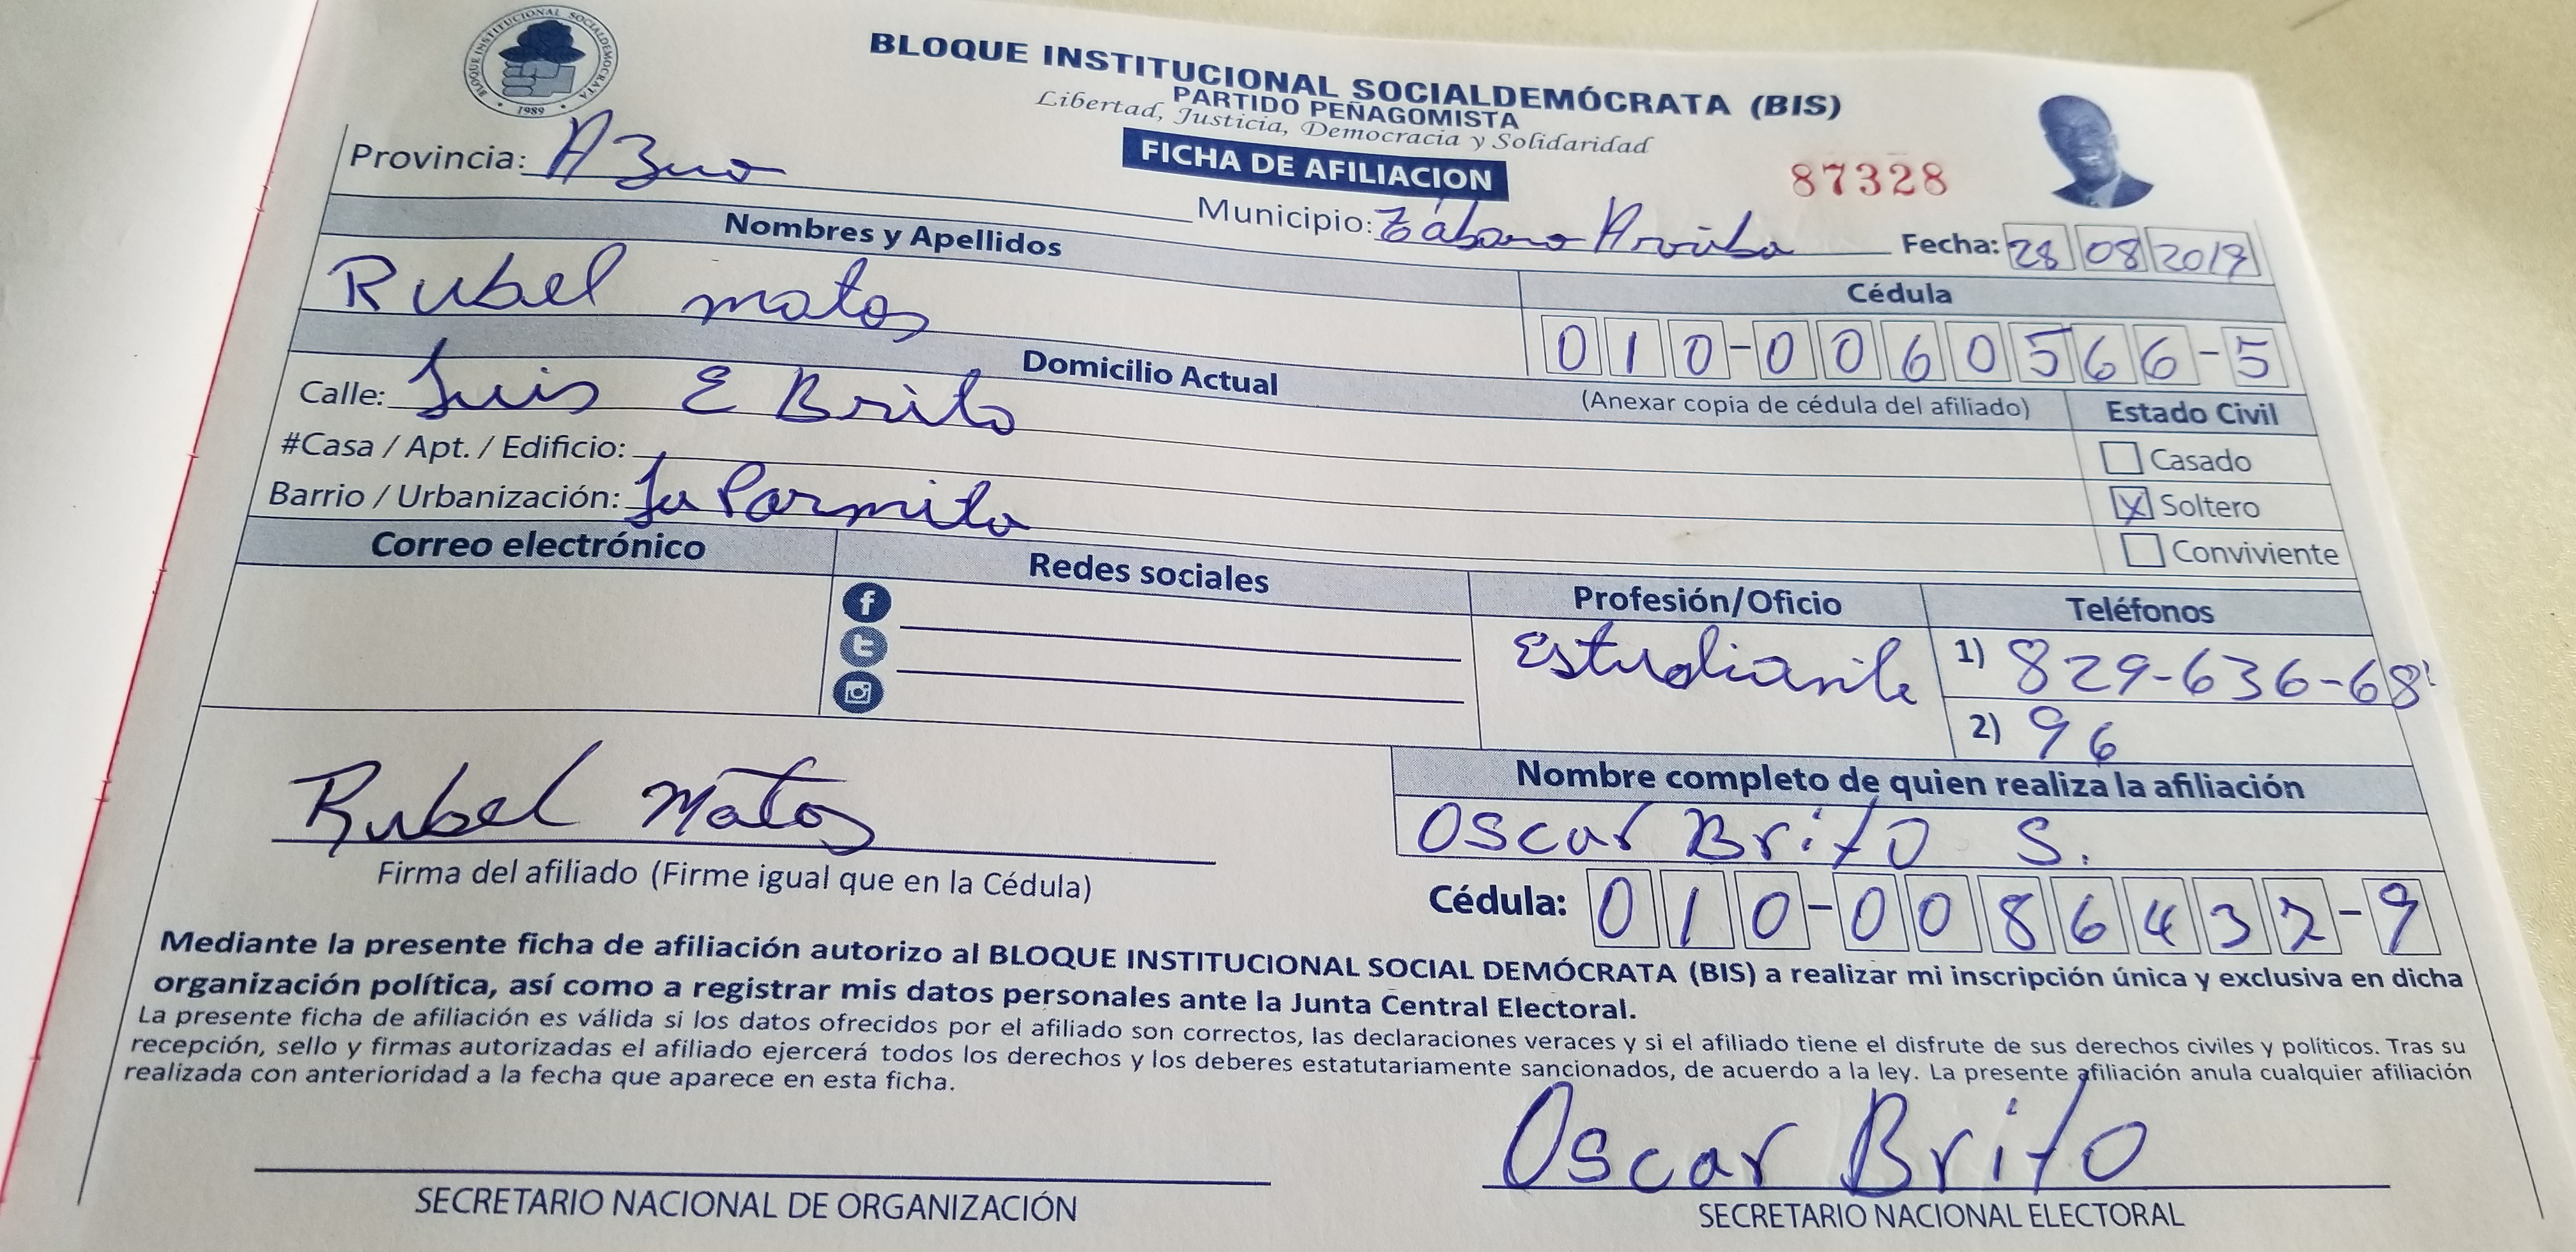 BLOQUE INSTITUCIONAL SOCIALDEMOCRATA
1989
BLOQUE INSTITUCIONAL SOCIALDEMÓCRATA (BIS)
PARTIDO PEÑAGOMISTA
Libertad, Justicia, Democracia y Solidaridad
FICHA DE AFILIACION
87328
Provincia: Azua
Municipio: Tábara Arriba Fecha: 28 08 2019
Nombres y Apellidos
Cédula
Rubel matos
010-0060566-5
Domicilio Actual
(Anexar copia de cédula del afiliado)
Estado Civil
Calle: Luis E Brito
#Casa / Apt. / Edificio:
Barrio / Urbanización: La Parmita
Casado
X Soltero
Conviviente
Correo electrónico
Redes sociales
Profesión/Oficio
Teléfonos
f
t
Estudiante
1) 829-636-68
2) 96
Rubel Matos
Firma del afiliado (Firme igual que en la Cédula)
Nombre completo de quien realiza la afiliación
Oscar Brito S.
Cédula: 010-0086432-9
Mediante la presente ficha de afiliación autorizo al BLOQUE INSTITUCIONAL SOCIAL DEMÓCRATA (BIS) a realizar mi inscripción única y exclusiva en dicha
organización política, así como a registrar mis datos personales ante la Junta Central Electoral.
La presente ficha de afiliación es válida si los datos ofrecidos por el afiliado son correctos, las declaraciones veraces y si el afiliado tiene el disfrute de sus derechos civiles y políticos. Tras su
recepción, sello y firmas autorizadas el afiliado ejercerá todos los derechos y los deberes estatutariamente sancionados, de acuerdo a la ley. La presente afiliación anula cualquier afiliación
realizada con anterioridad a la fecha que aparece en esta ficha.
Oscar Brito
SECRETARIO NACIONAL DE ORGANIZACIÓN
SECRETARIO NACIONAL ELECTORAL